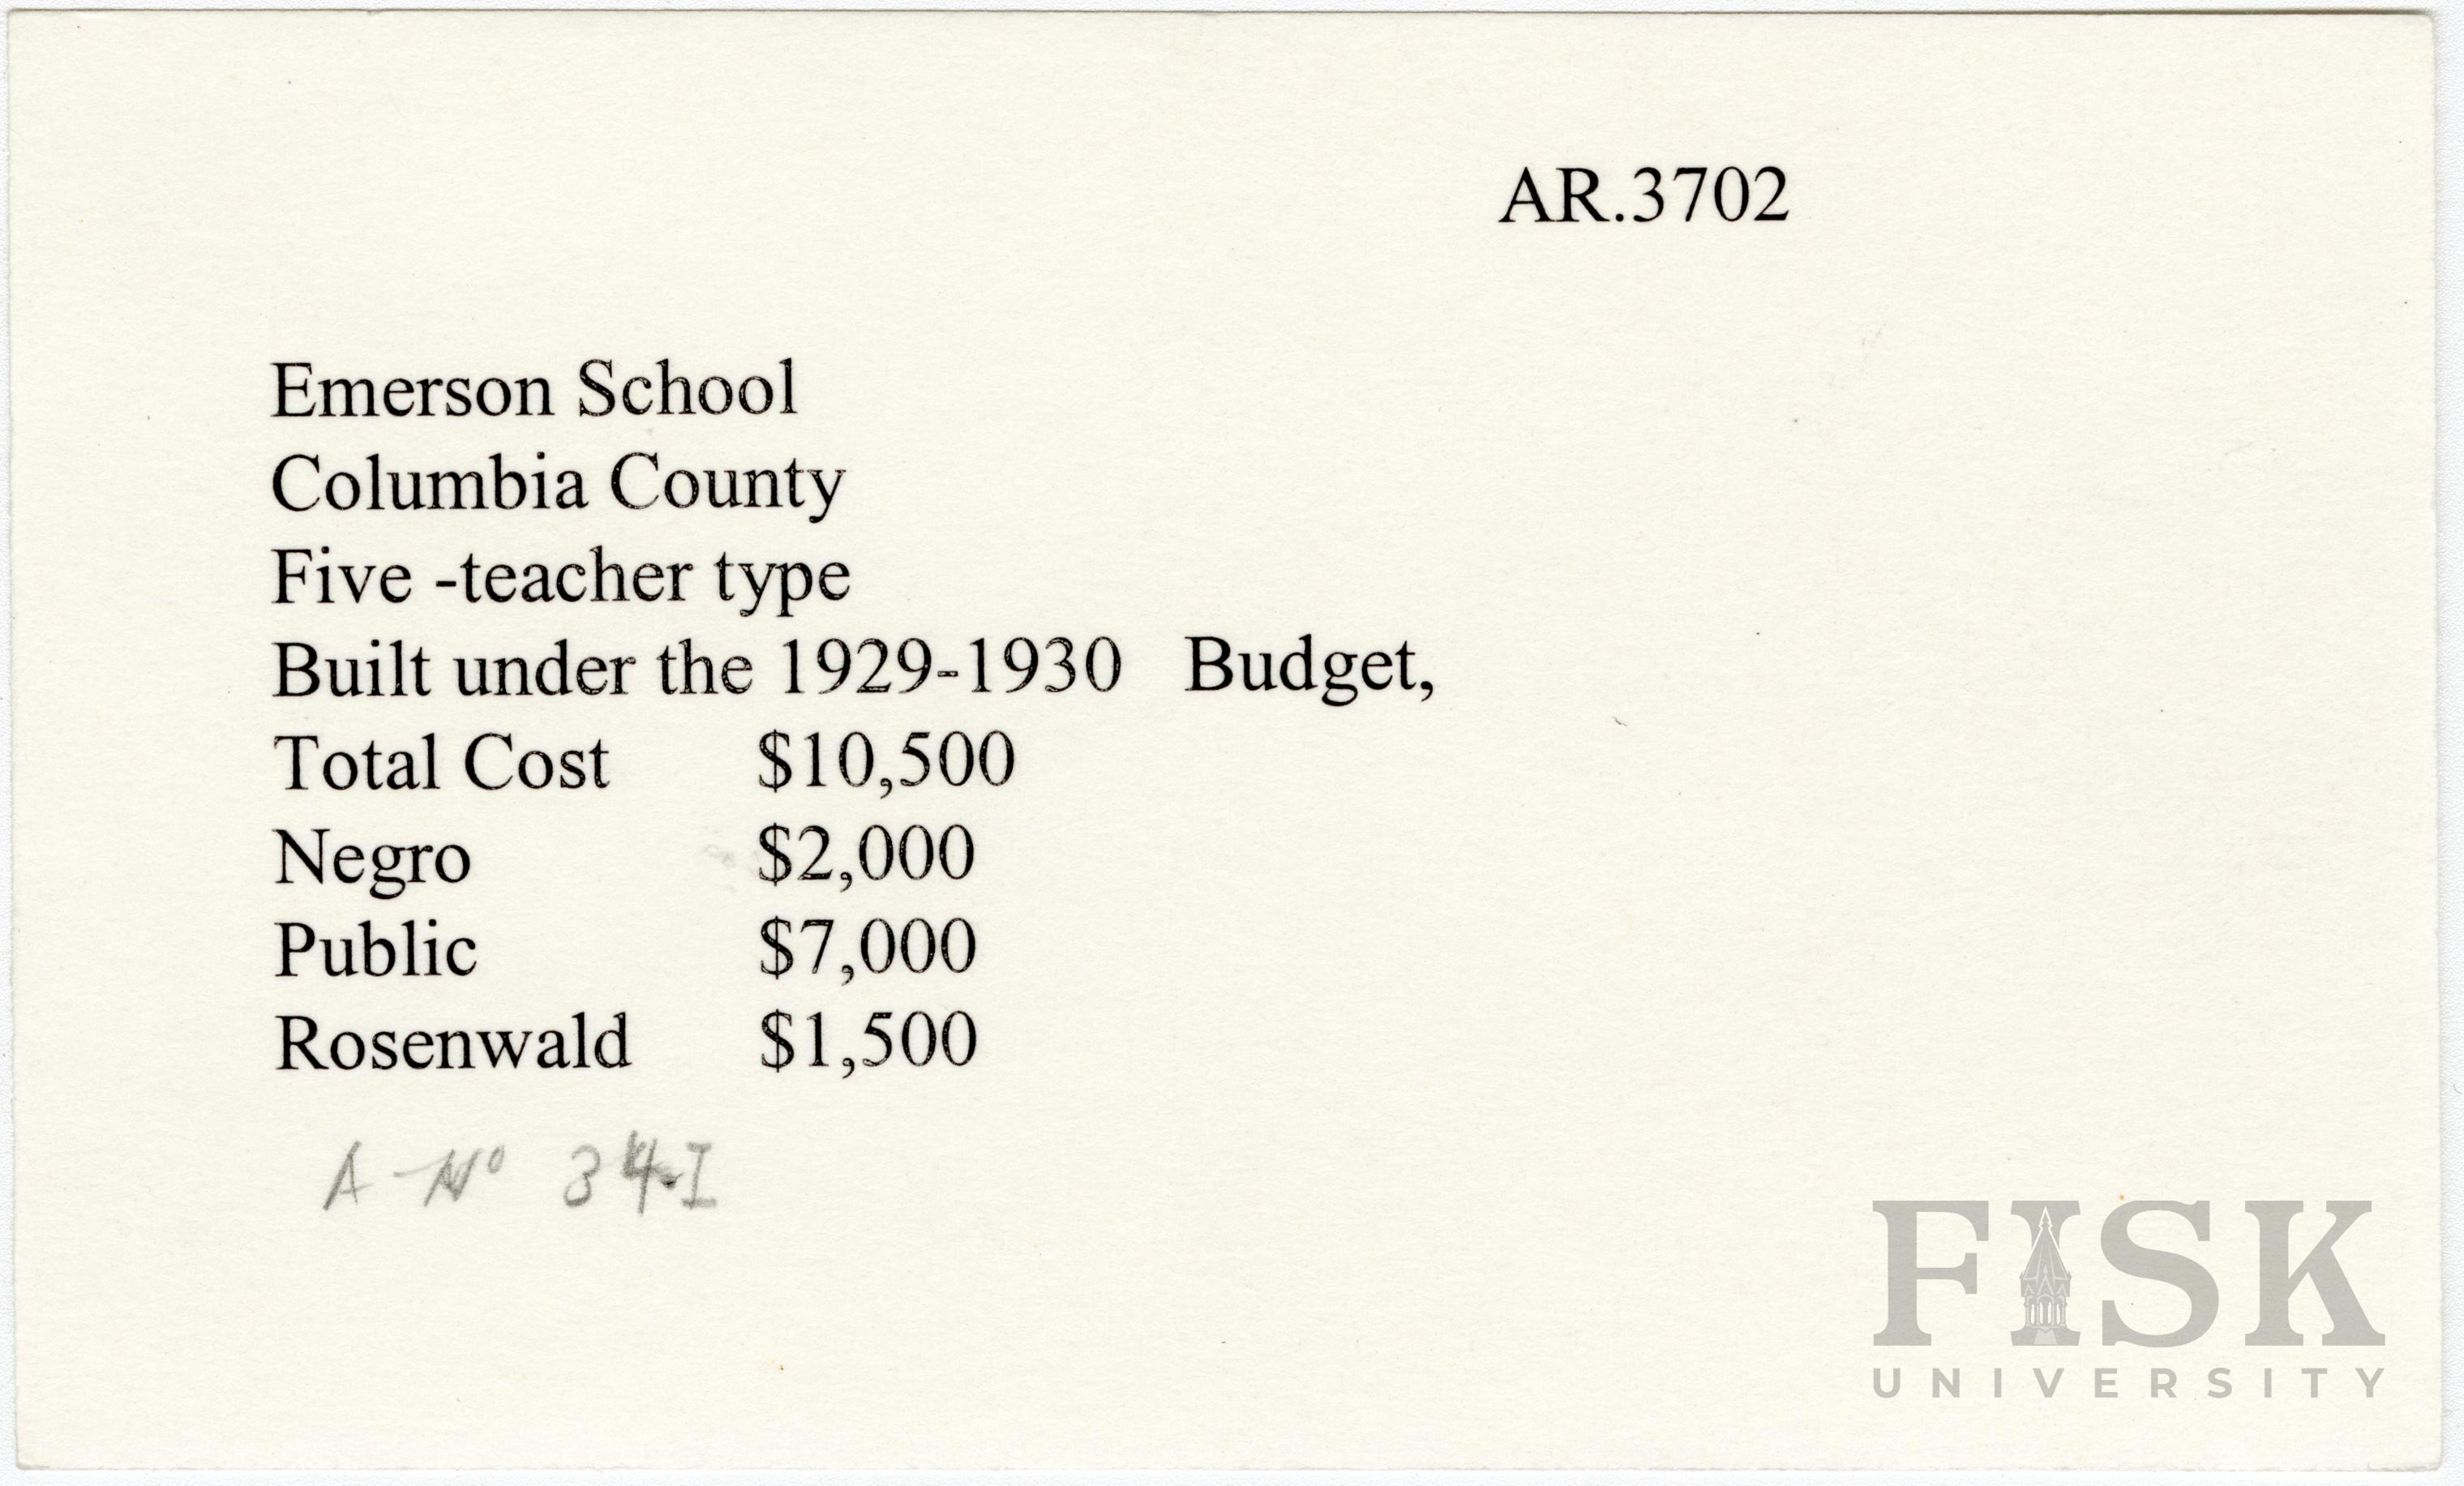 AR.3702
Emerson School
Columbia County
Five -teacher type
Built under the 1929-1930 Budget,
Total Cost $10,500
Negro $2,000
Public $7,000
Rosenwald $1,500
A - No 34-I
FISK
UNIVERSITY